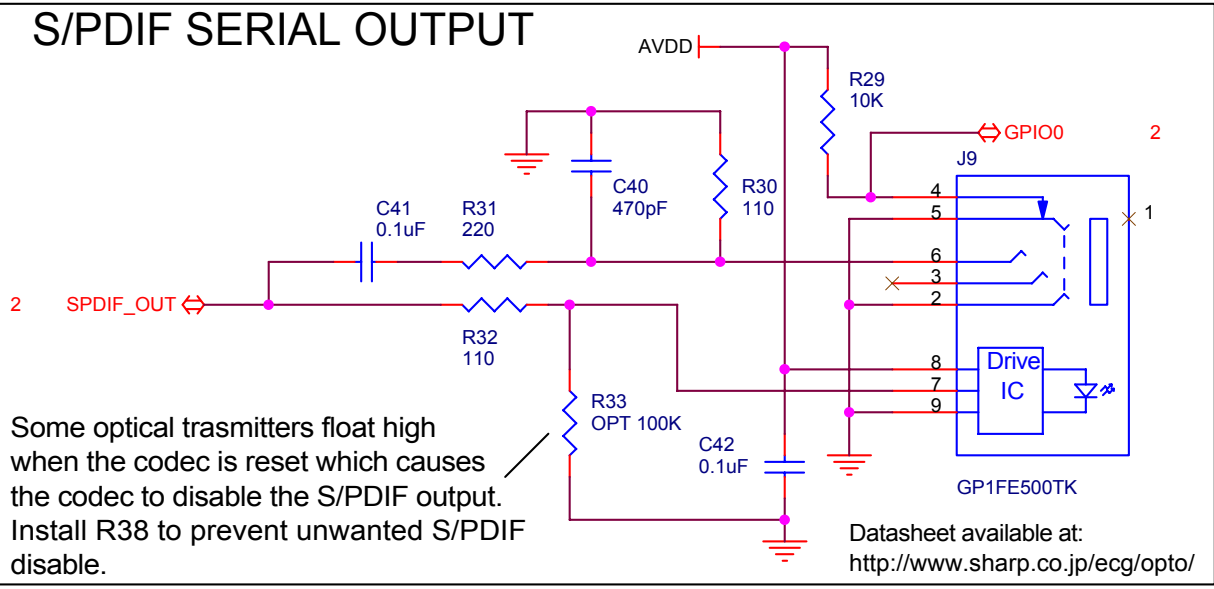 S/PDIF SERIAL OUTPUT
AVDD
R29
10K
GPIO0
2
J9
C40
470pF
R30
110
C41
0.1uF
R31
220
4
5
1
6
3
2
2
SPDIF_OUT
R32
110
8
7
9
Drive
IC
R33
OPT 100K
C42
0.1uF
GP1FE500TK
Some optical trasmitters float high
when the codec is reset which causes
the codec to disable the S/PDIF output.
Install R38 to prevent unwanted S/PDIF
disable.
Datasheet available at:
http://www.sharp.co.jp/ecg/opto/